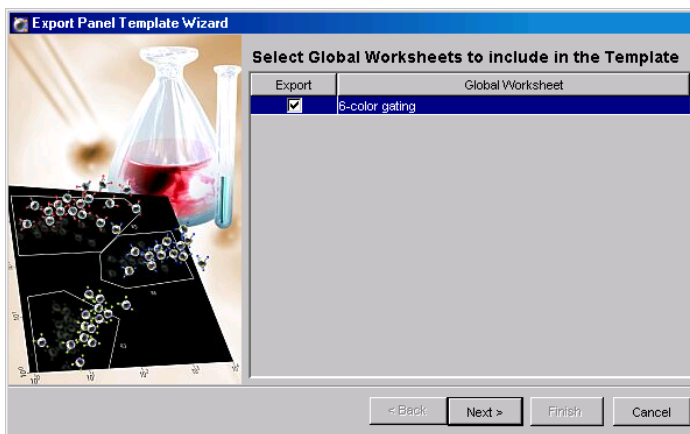 Export Panel Template Wizard
Select Global Worksheets to include in the Template
Export Global Worksheet
6-color gating
< Back Next > Finish Cancel